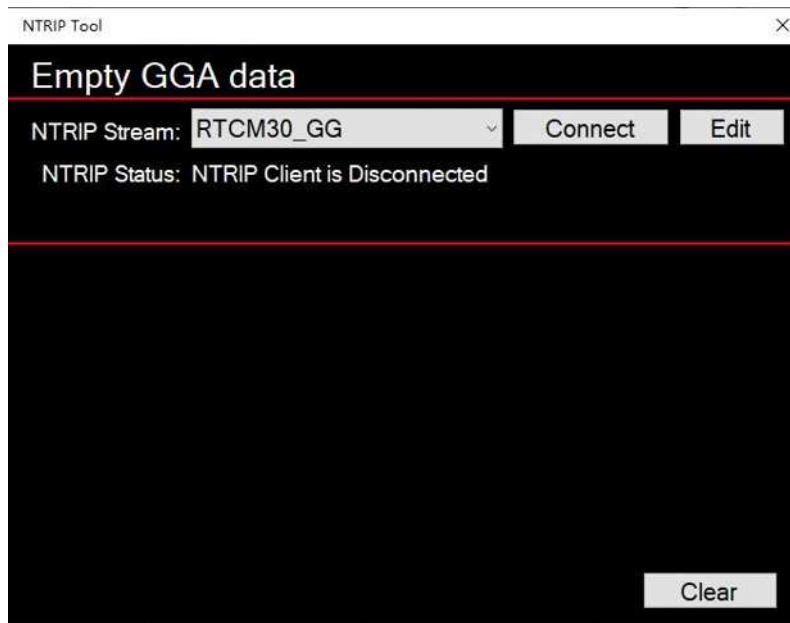 NTRIP Tool
Empty GGA data
NTRIP Stream: RTCM30_GG Connect Edit
NTRIP Status: NTRIP Client is Disconnected
Clear